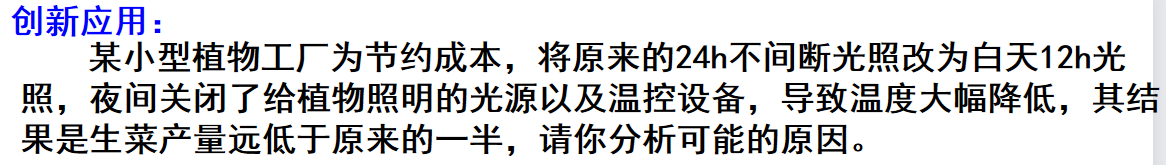 创新应用：
某小型植物工厂为节约成本，将原来的24h不间断光照改为白天12h光
照，夜间关闭了给植物照明的光源以及温控设备，导致温度大幅降低，其结
果是生菜产量远低于原来的一半，请你分析可能的原因。